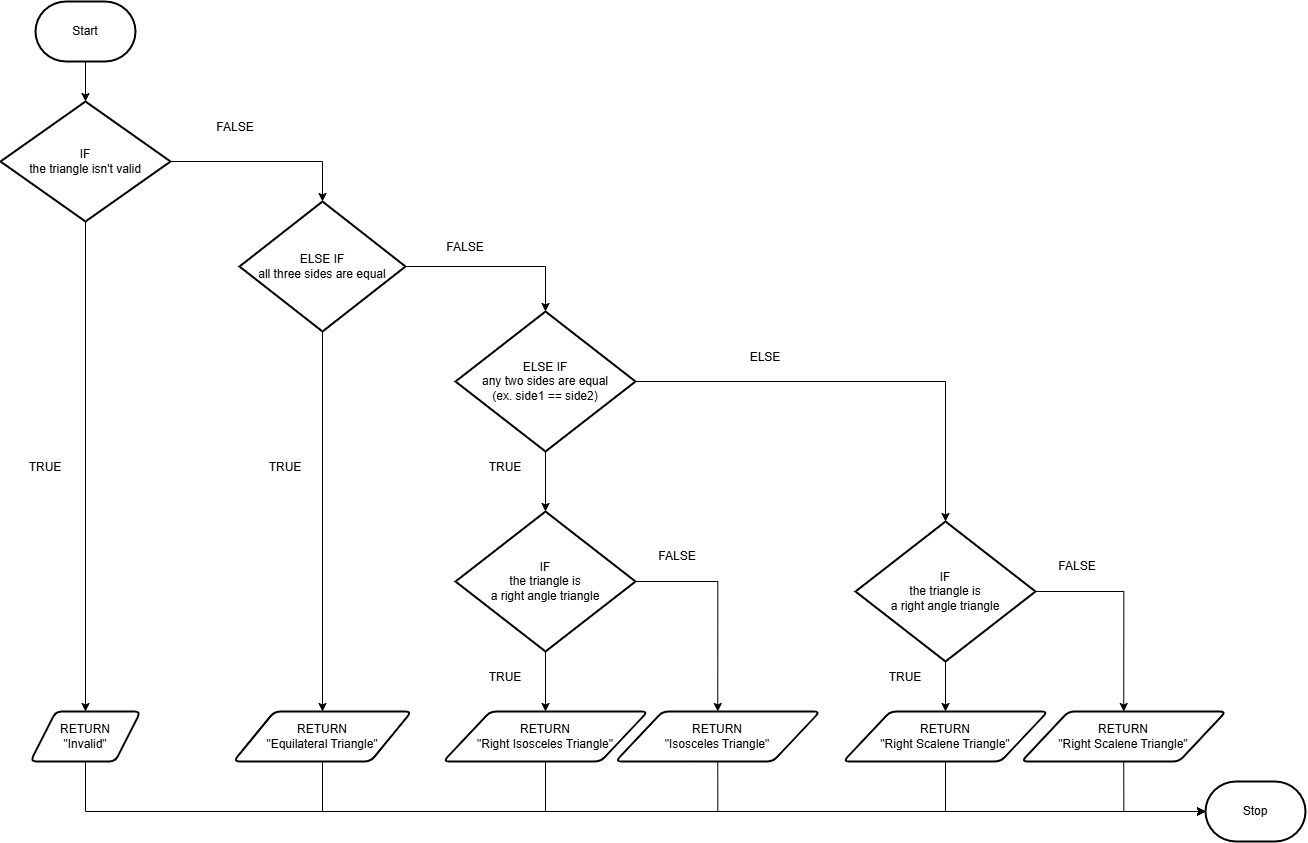 Start
FALSE
IF
the triangle isn't valid
FALSE
ELSE IF
all three sides are equal
ELSE
ELSE IF
any two sides are equal
(ex. side1 == side2)
TRUE
TRUE
TRUE
FALSE
IF
the triangle is
a right angle triangle
FALSE
IF
the triangle is
a right angle triangle
TRUE
TRUE
RETURN
"Invalid"
RETURN
"Equilateral Triangle"
RETURN
"Right Isosceles Triangle"
RETURN
"Isosceles Triangle"
RETURN
"Right Scalene Triangle"
RETURN
"Right Scalene Triangle"
Stop